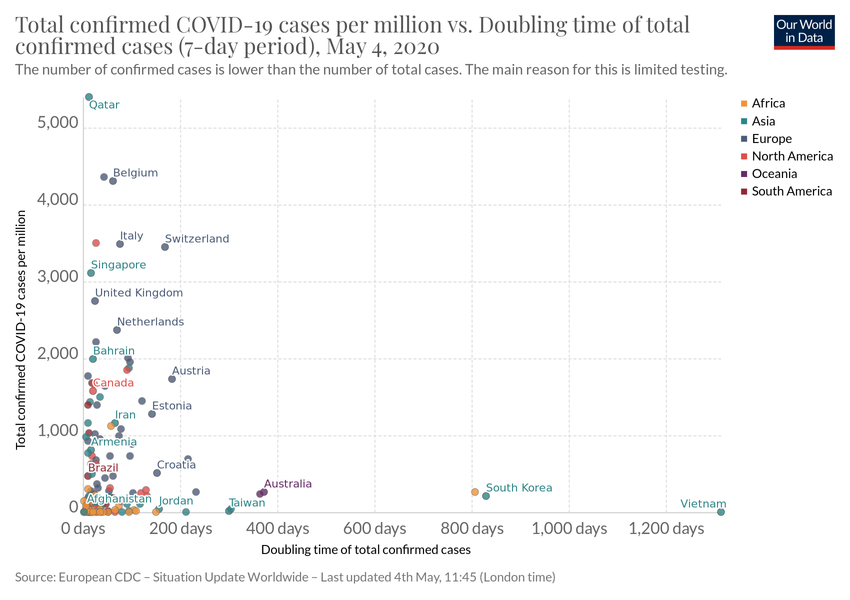 Total confirmed COVID-19 cases per million vs. Doubling time of total
confirmed cases (7-day period), May 4, 2020
Our World
in Data
The number of confirmed cases is lower than the number of total cases. The main reason for this is limited testing.
Africa
Asia
Europe
North America
Oceania
South America
Total confirmed COVID-19 cases per million
5,000
4,000
3,000
2,000
1,000
0
Qatar
Belgium
Italy
Switzerland
Singapore
United Kingdom
Netherlands
Bahrain
Austria
Canada
Estonia
Iran
Armenia
Brazil
Croatia
Australia
South Korea
Afghanistan
Jordan
Taiwan
Vietnam
0 days
200 days
400 days
600 days
800 days
1,000 days
1,200 days
Doubling time of total confirmed cases
Source: European CDC – Situation Update Worldwide – Last updated 4th May, 11:45 (London time)